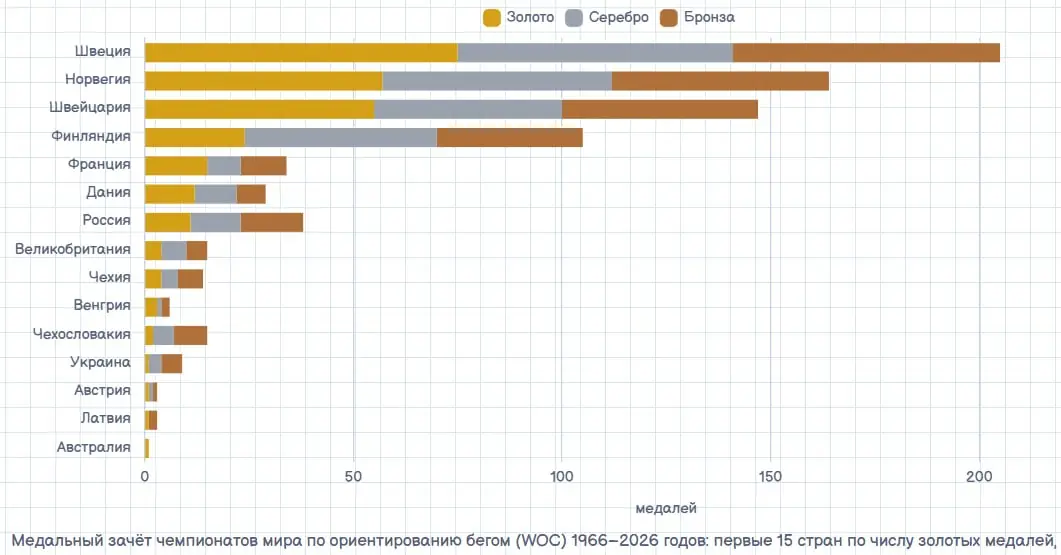 Золото Серебро Бронза
Швеция
Норвегия
Швейцария
Финляндия
Франция
Дания
Россия
Великобритания
Чехия
Венгрия
Чехословакия
Украина
Австрия
Латвия
Австралия
0 50 100 150 200
медалей
Медальный зачёт чемпионатов мира по ориентированию бегом (WOC) 1966–2026 годов: первые 15 стран по числу золотых медалей,